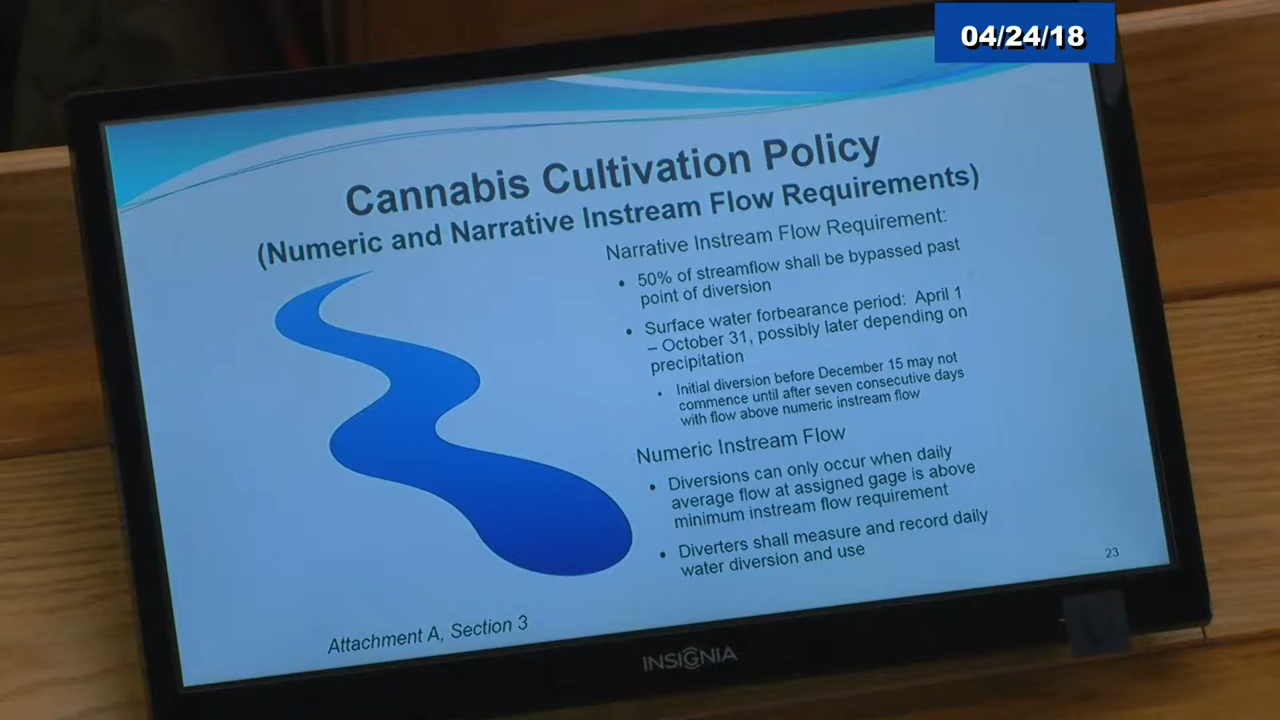 04/24/18
Cannabis Cultivation Policy
(Numeric and Narrative Instream Flow Requirements)
Narrative Instream Flow Requirement:
• 50% of streamflow shall be bypassed past
point of diversion
• Surface water forbearance period: April 1
– October 31, possibly later depending on
precipitation
• Initial diversion before December 15 may not
commence until after seven consecutive days
with flow above numeric instream flow
Numeric Instream Flow
• Diversions can only occur when daily
average flow at assigned gage is above
minimum instream flow requirement
• Diverters shall measure and record daily
water diversion and use
23
Attachment A, Section 3
INSIGNIA